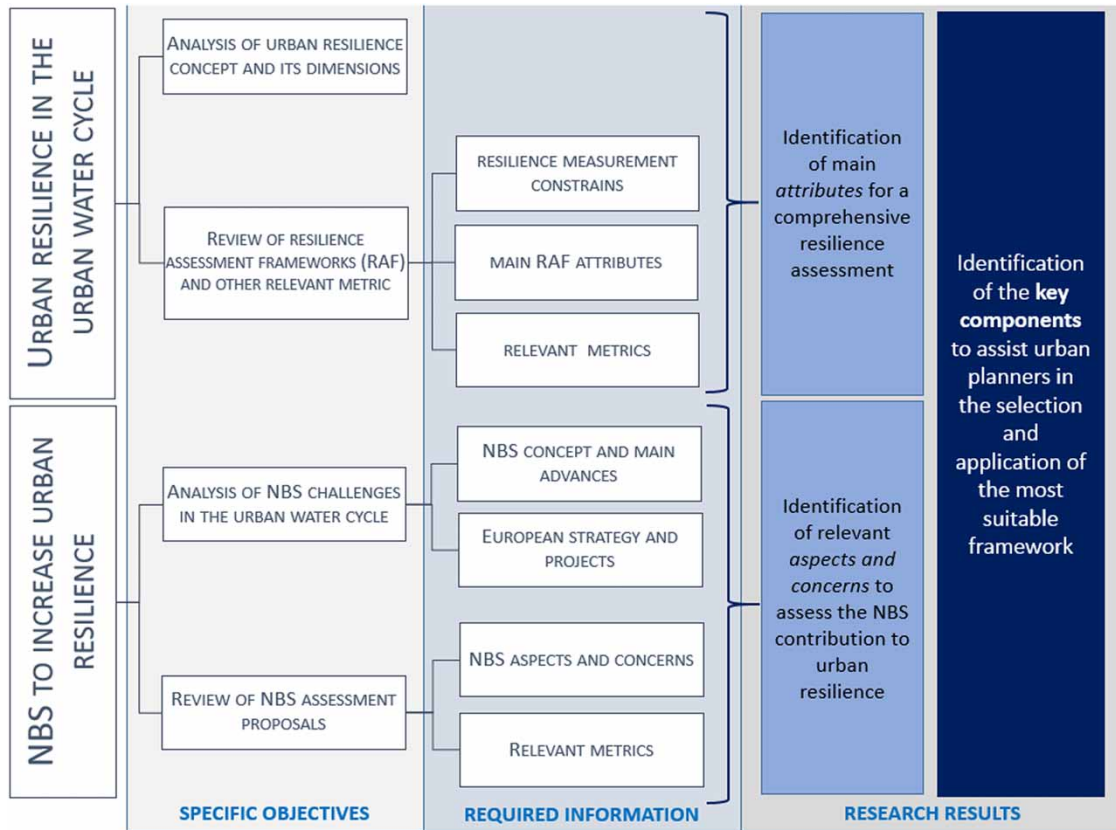 URBAN RESILIENCE IN THE
URBAN WATER CYCLE
ANALYSIS OF URBAN RESILIENCE
CONCEPT AND ITS DIMENSIONS
REVIEW OF RESILIENCE
ASSESSMENT FRAMEWORKS (RAF)
AND OTHER RELEVANT METRIC
RESILIENCE MEASUREMENT
CONSTRAINS
MAIN RAF ATTRIBUTES
RELEVANT METRICS
Identification
of main
attributes for a
comprehensive
resilience
assessment
NBS TO INCREASE URBAN
RESILIENCE
ANALYSIS OF NBS CHALLENGES
IN THE URBAN WATER CYCLE
REVIEW OF NBS ASSESSMENT
PROPOSALS
NBS CONCEPT AND MAIN
ADVANCES
EUROPEAN STRATEGY AND
PROJECTS
NBS ASPECTS AND CONCERNS
RELEVANT METRICS
Identification
of relevant
aspects and
concerns to
assess the NBS
contribution to
urban
resilience
Identification
of the key
components
to assist urban
planners in
the selection
and
application of
the most
suitable
framework
SPECIFIC OBJECTIVES
REQUIRED INFORMATION
RESEARCH RESULTS